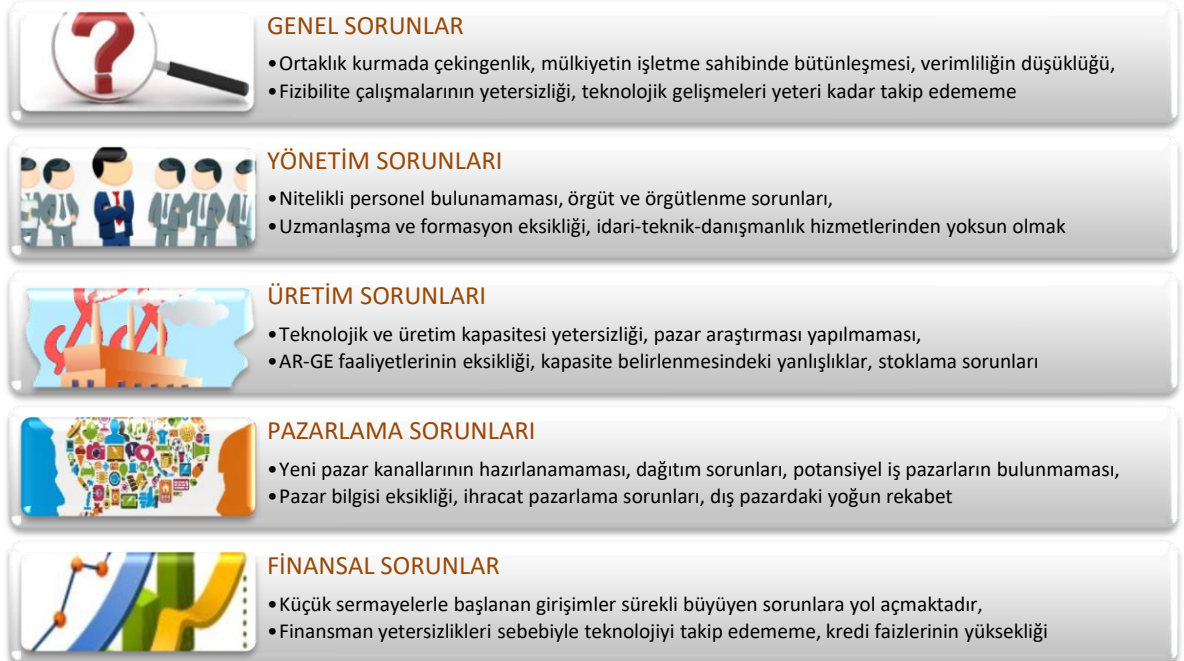 GENEL SORUNLAR
•Ortaklık kurmada çekingenlik, mülkiyetin işletme sahibinde bütünleşmesi, verimliliğin düşüklüğü,
•Fizibilite çalışmalarının yetersizliği, teknolojik gelişmeleri yeteri kadar takip edememe
YÖNETİM SORUNLARI
•Nitelikli personel bulunamaması, örgüt ve örgütlenme sorunları,
•Uzmanlaşma ve formasyon eksikliği, idari-teknik-danışmanlık hizmetlerinden yoksun olmak
ÜRETİM SORUNLARI
•Teknolojik ve üretim kapasitesi yetersizliği, pazar araştırması yapılmaması,
•AR-GE faaliyetlerinin eksikliği, kapasite belirlenmesindeki yanlışlıklar, stoklama sorunları
PAZARLAMA SORUNLARI
•Yeni pazar kanallarının hazırlanamaması, dağıtım sorunları, potansiyel iş pazarların bulunmaması,
•Pazar bilgisi eksikliği, ihracat pazarlama sorunları, dış pazardaki yoğun rekabet
FİNANSAL SORUNLAR
•Küçük sermayelerle başlanan girişimler sürekli büyüyen sorunlara yol açmaktadır,
•Finansman yetersizlikleri sebebiyle teknolojiyi takip edememe, kredi faizlerinin yüksekliği